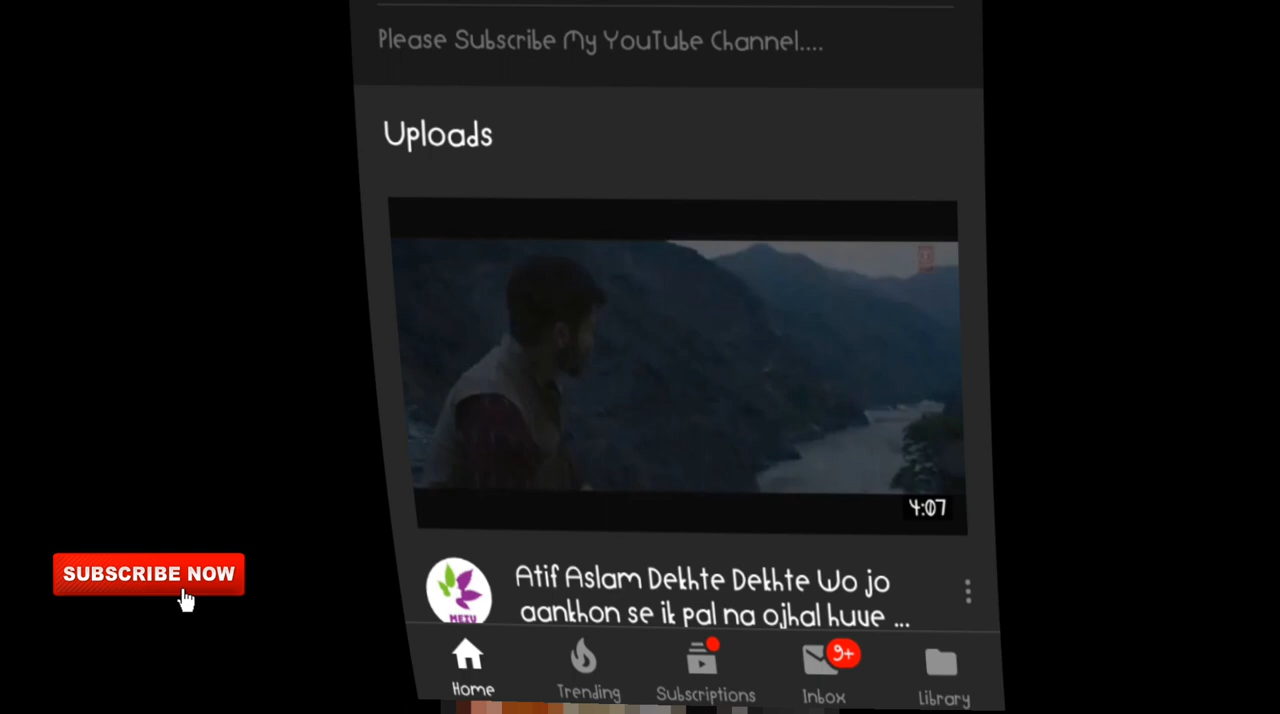 Please Subscribe My YouTube Channel....
Uploads
4:07
Atif Aslam Dekhte Dekhte Wo jo
aankhon se ik pal na ojhal huve ...
SUBSCRIBE NOW
9+
Home
Trending
Subscriptions
Inbox
Library